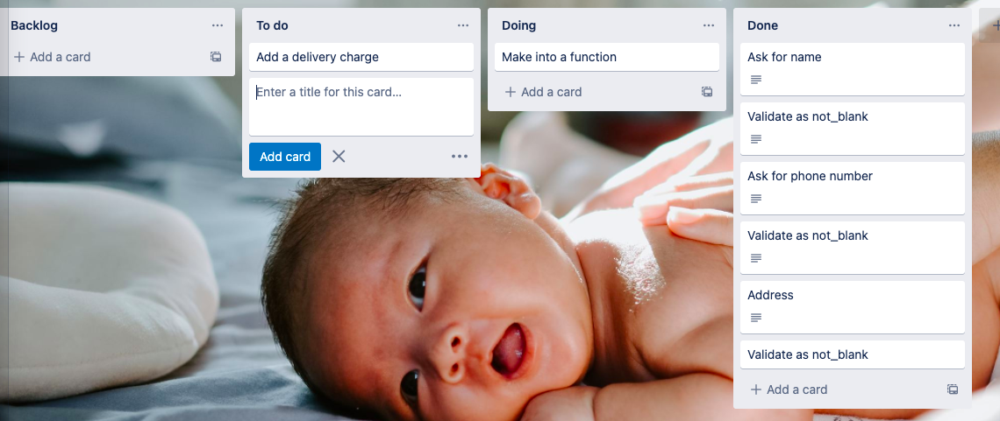 Backlog
Add a card
To do
Add a delivery charge
Enter a title for this card...
Add card
Doing
Make into a function
Add a card
Done
Ask for name
Validate as not_blank
Ask for phone number
Validate as not_blank
Address
Validate as not_blank
Add a card